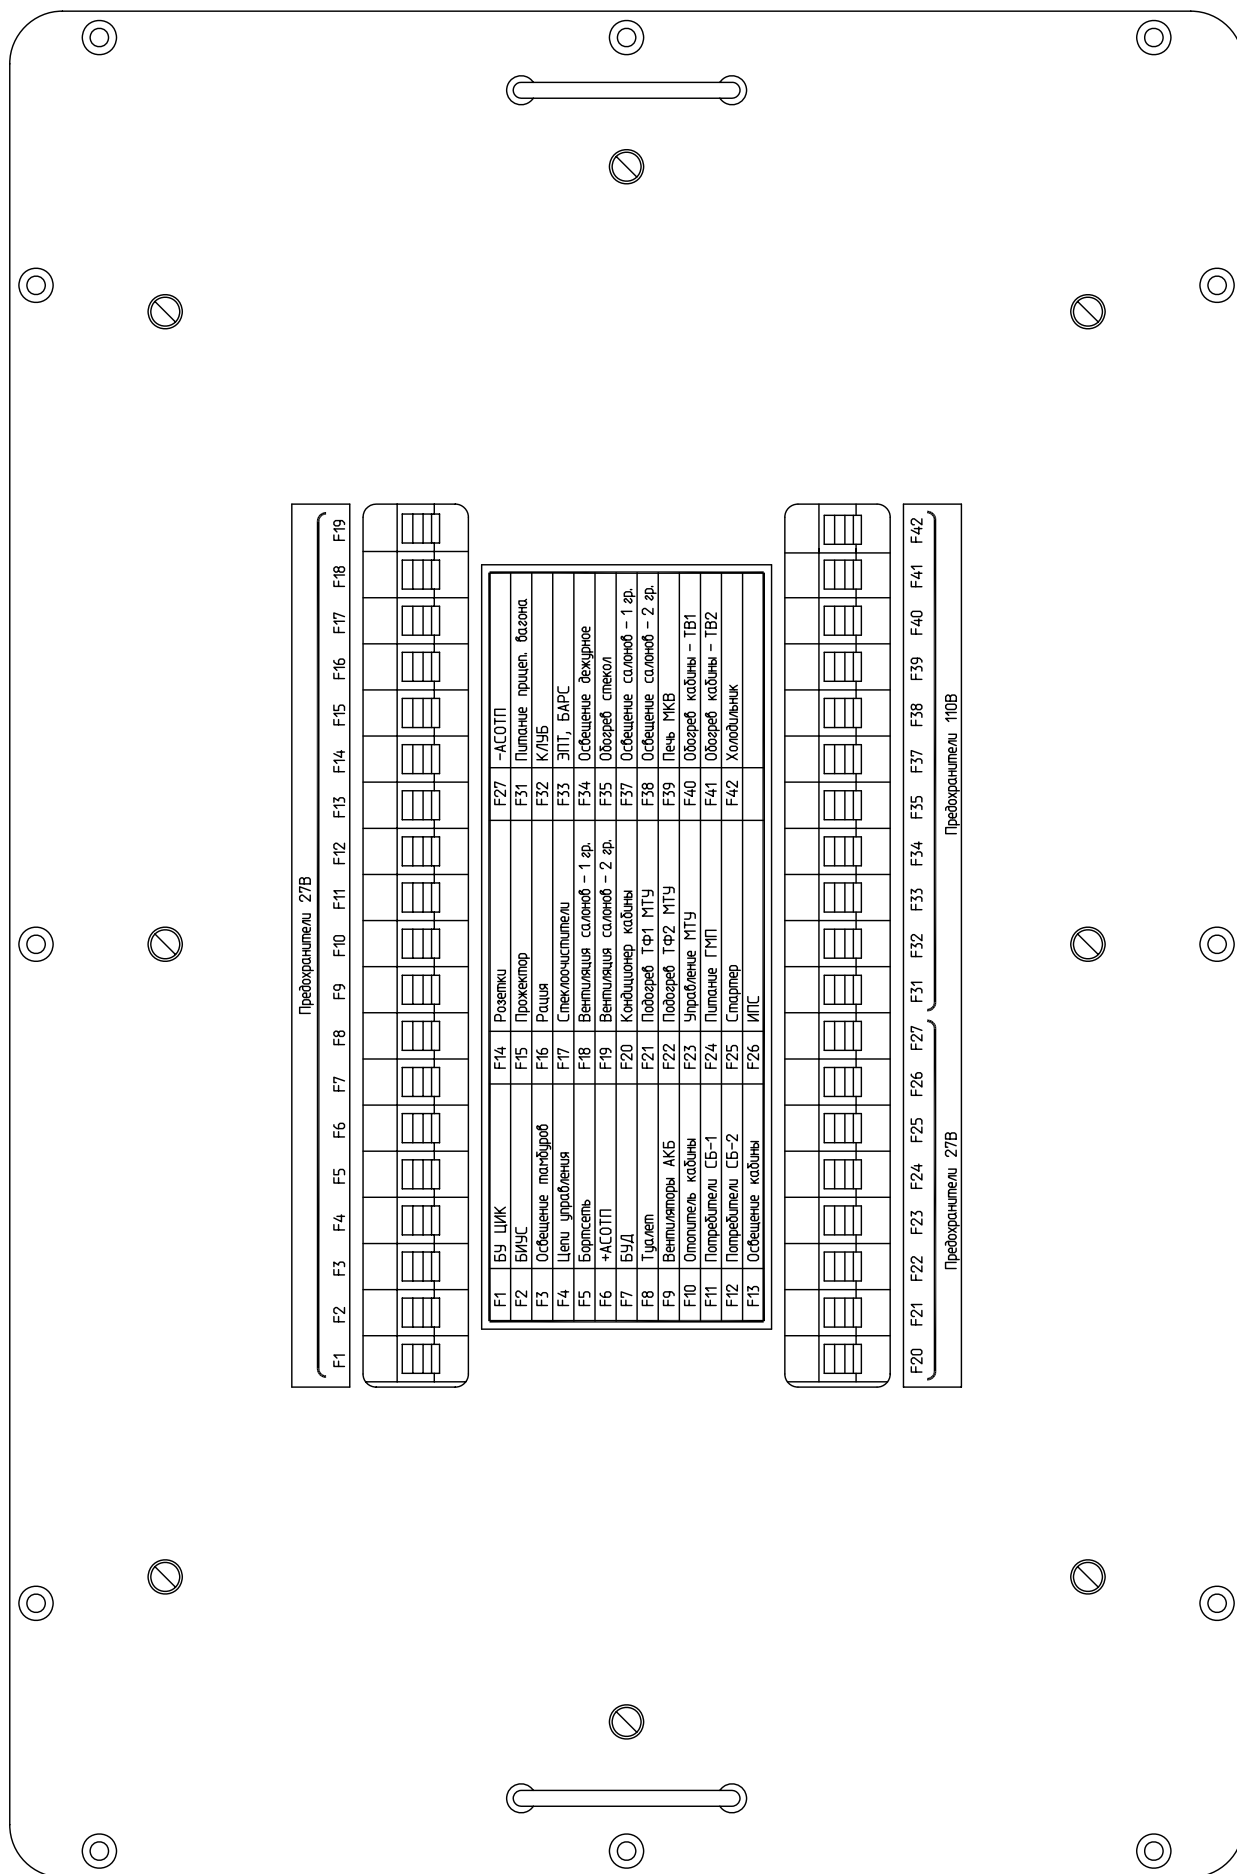 Предохранители 27В
F1 F2 F3 F4 F5 F6 F7 F8 F9 F10 F11 F12 F13 F14 F15 F16 F17 F18 F19
F1 БУ ЦИК F14 Розетки F27 -АСОТП
F2 БИУС F15 Прожектор F31 Питание прицеп. вагона
F3 Освещение тамбуров F16 Рация F32 КЛУБ
F4 Цепи управления F17 Стеклоочистители F33 ЭПТ, БАРС
F5 Бортсеть F18 Вентиляция салонов - 1 гр. F34 Освещение дежурное
F6 +АСОТП F19 Вентиляция салонов - 2 гр. F35 Обогрев стекол
F7 БУД F20 Кондиционер кабины F37 Освещение салонов - 1 гр.
F8 Туалет F21 Подогрев ТФ1 МТУ F38 Освещение салонов - 2 гр.
F9 Вентиляторы АКБ F22 Подогрев ТФ2 МТУ F39 Печь МКВ
F10 Отопитель кабины F23 Управление МТУ F40 Обогрев кабины - ТВ1
F11 Потребители СБ-1 F24 Питание ГМП F41 Обогрев кабины - ТВ2
F12 Потребители СБ-2 F25 Стартер F42 Холодильник
F13 Освещение кабины F26 ИПС
F20 F21 F22 F23 F24 F25 F26 F27 F31 F32 F33 F34 F35 F37 F38 F39 F40 F41 F42
Предохранители 27В Предохранители 110В